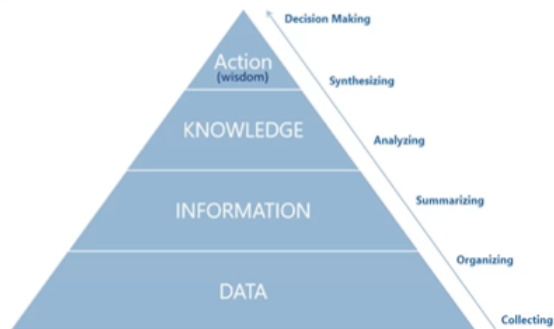 Decision Making
Action
(wisdom)
Synthesizing
KNOWLEDGE
Analyzing
Summarizing
INFORMATION
Organizing
DATA
Collecting